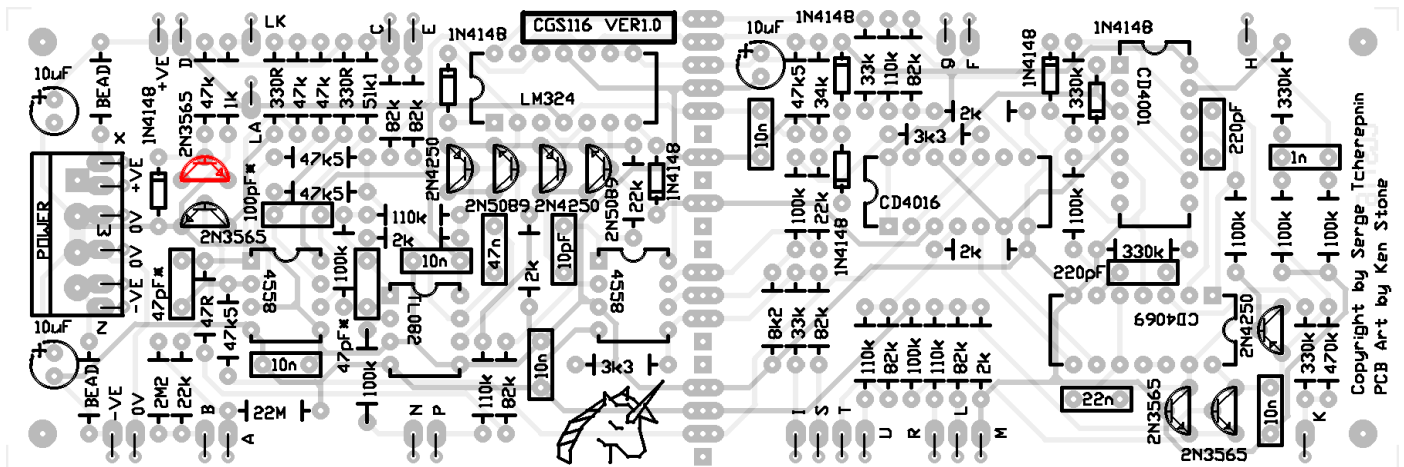 CGS116 VER1.0
LK
+VE
D
C
E
1N4148
10uF
BEAD
1N4148
2N3565
47k
1k
LA
330R
47k
47k
330R
51k1
82k
82k
LM324
X
+VE
0V
3
0V
-VE
Z
POWER
100pF*
47k5
47k5
2N3565
2N4250
2N5089
2N4250
2N5089
22k
1N4148
110k
2k
10n
47n
2k
10pF
4558
4558
100k
TL082
47pF*
47R
47k5
47pF*
10n
10n
3k3
10uF
BEAD
-VE
0V
2M2
22k
B
A
22M
100k
N
P
110k
82k
10uF
1N4148
47k5
34k
33k
110k
82k
g
F
1N4148
1N4148
330k
CD4001
H
330k
10n
2k
3k3
220pF
1n
CD4016
100k
22k
1N4148
100k
2k
330k
220pF
100k
100k
100k
8k2
33k
82k
110k
82k
100k
110k
82k
2k
CD4069
2N4250
330k
470k
22n
2N3565
2N3565
10n
I
S
T
U
R
L
M
K
Copyright by Serge Tcherepnin
PCB Art by Ken Stone